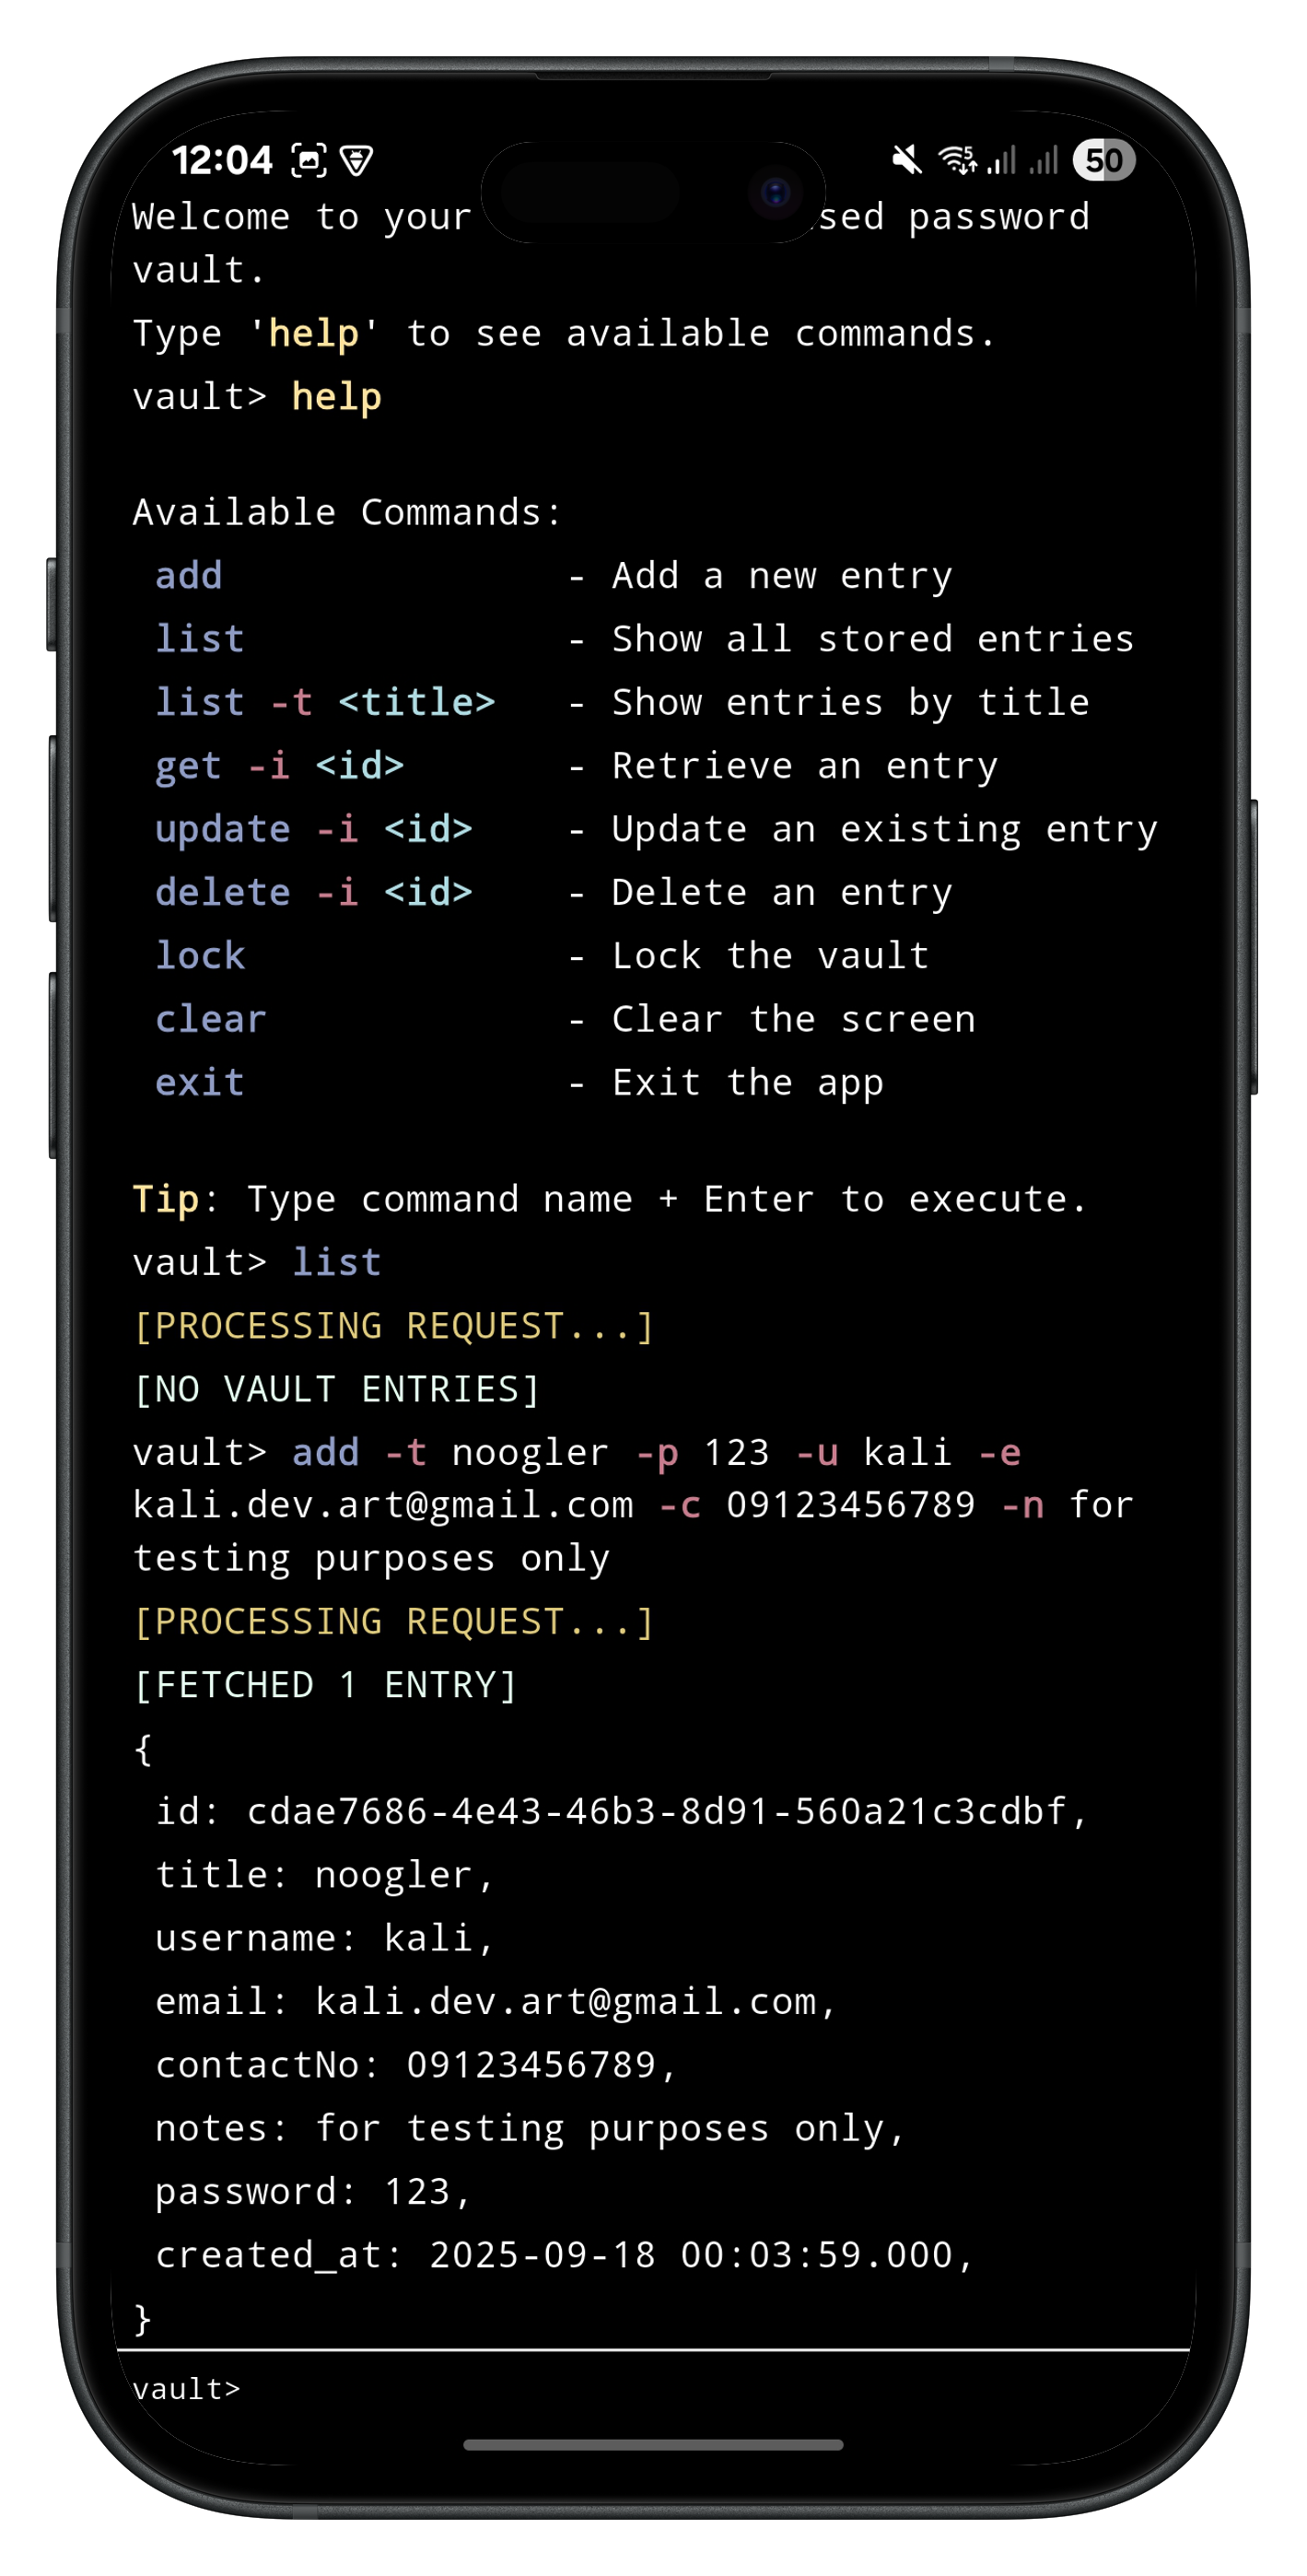 12:04 50
Welcome to your sed password
vault.
Type 'help' to see available commands.
vault> help
Available Commands:
add - Add a new entry
list - Show all stored entries
list -t <title> - Show entries by title
get -i <id> - Retrieve an entry
update -i <id> - Update an existing entry
delete -i <id> - Delete an entry
lock - Lock the vault
clear - Clear the screen
exit - Exit the app
Tip: Type command name + Enter to execute.
vault> list
[PROCESSING REQUEST...]
[NO VAULT ENTRIES]
vault> add -t noogler -p 123 -u kali -e
kali.dev.art@gmail.com -c 09123456789 -n for
testing purposes only
[PROCESSING REQUEST...]
[FETCHED 1 ENTRY]
{
id: cdae7686-4e43-46b3-8d91-560a21c3cdbf,
title: noogler,
username: kali,
email: kali.dev.art@gmail.com,
contactNo: 09123456789,
notes: for testing purposes only,
password: 123,
created_at: 2025-09-18 00:03:59.000,
}
vault>